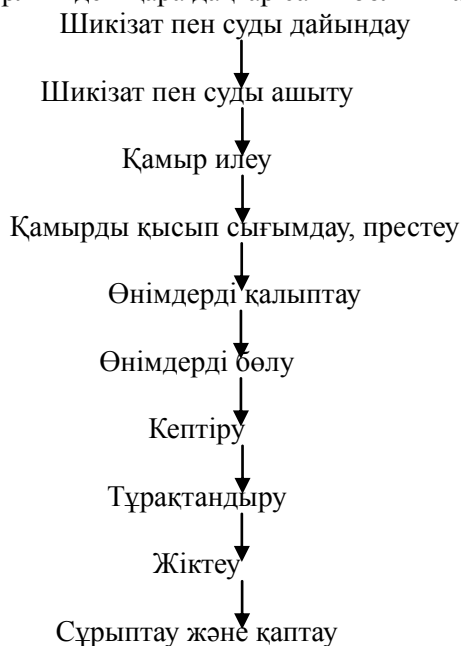 Шикізат пен суды дайындау
Шикізат пен суды ашыту
Қамыр илеу
Қамырды қысып сығымдау, престеу
Өнімдерді қалыптау
Өнімдерді бөлу
Кептіру
Тұрақтандыру
Жіктеу
Сұрыптау және қаптау